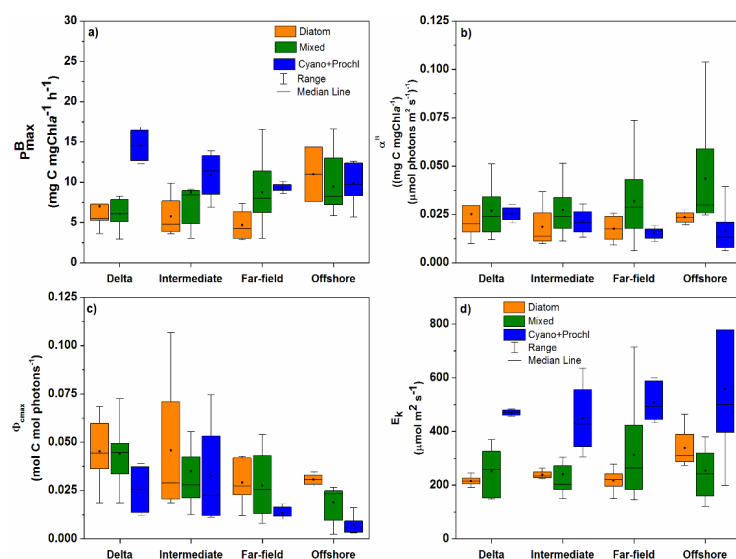 a)
Diatom
Mixed
Cyano+Prochl
Range
Median Line
P^B_max
(mg C mgChla^-1 h^-1)
30
25
20
15
10
5
0
Delta Intermediate Far-field Offshore
b)
α^B
((mg C mgChla^-1)
(μmol photons m^2 s^-1)^-1)
0.125
0.100
0.075
0.050
0.025
0.000
Delta Intermediate Far-field Offshore
c)
Φ_cmax
(mol C mol photons^-1)
0.125
0.100
0.075
0.050
0.025
0.000
Delta Intermediate Far-field Offshore
d)
Diatom
Mixed
Cyano+Prochl
Range
Median Line
E_k
(μmol m^2 s^-1)
800
600
400
200
0
Delta Intermediate Far-field Offshore